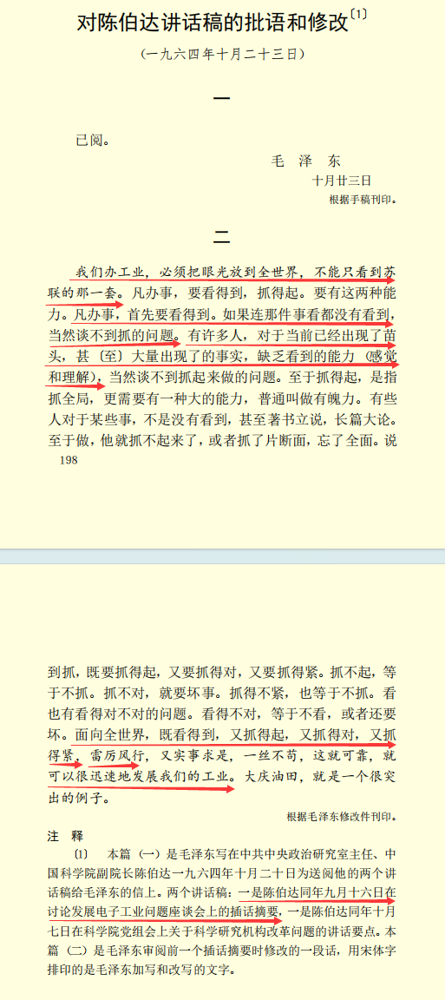 对陈伯达讲话稿的批语和修改〔1〕
（一九六四年十月二十三日）
一
已阅。
毛 泽 东
十月廿三日
根据手稿刊印。
二
我们办工业，必须把眼光放到全世界，不能只看到苏
联的那一套。凡办事，要看得到，抓得起。要有这两种能
力。凡办事，首先要看得到。如果连那件事看都没有看到，
当然谈不到抓的问题。有许多人，对于当前已经出现了苗
头，甚〔至〕大量出现了的事实，缺乏看到的能力（感觉
和理解），当然谈不到抓起来做的问题。至于抓得起，是指
抓全局，更需要有一种大的能力，普通叫做有魄力。有些
人对于某些事，不是没有看到，甚至著书立说，长篇大论。
至于做，他就抓不起来了，或者抓了片断面，忘了全面。说
198
到抓，既要抓得起，又要抓得对，又要抓得紧。抓不起，等
于不抓。抓不对，就要坏事。抓得不紧，也等于不抓。看
也有看得对不对的问题。看得不对，等于不看，或者还要
坏。面向全世界，既看得到，又抓得起，又抓得对，又抓
得紧，雷厉风行，又实事求是，一丝不苟，这就可靠，就
可以很迅速地发展我们的工业。大庆油田，就是一个很突
出的例子。
根据毛泽东修改件刊印。
注　释
〔1〕 本篇（一）是毛泽东写在中共中央政治研究室主任、中
国科学院副院长陈伯达一九六四年十月二十日为送阅他的两个讲
话稿给毛泽东的信上。两个讲话稿：一是陈伯达同年九月十六日在
讨论发展电子工业问题座谈会上的插话摘要，一是陈伯达同年十月
七日在科学院党组会上关于科学研究机构改革问题的讲话要点。本
篇（二）是毛泽东审阅前一个插话摘要时修改的一段话，用宋体字
排印的是毛泽东加写和改写的文字。